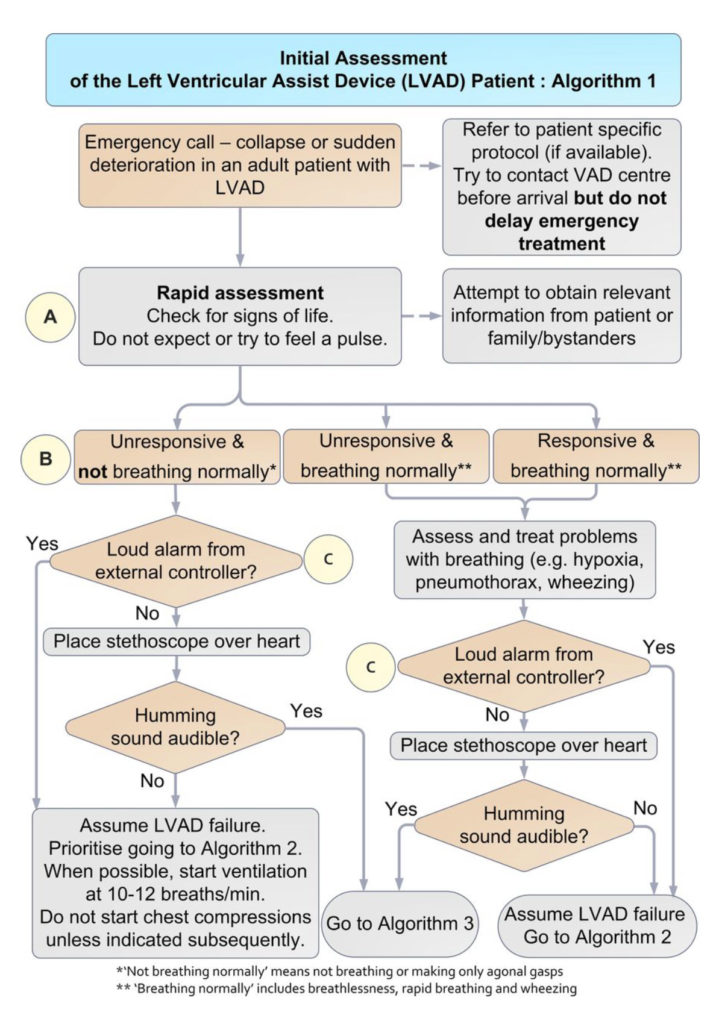 Initial Assessment
of the Left Ventricular Assist Device (LVAD) Patient : Algorithm 1
Emergency call – collapse or sudden
deterioration in an adult patient with
LVAD
Refer to patient specific
protocol (if available).
Try to contact VAD centre
before arrival but do not
delay emergency
treatment
A
Rapid assessment
Check for signs of life.
Do not expect or try to feel a pulse.
Attempt to obtain relevant
information from patient or
family/bystanders
B
Unresponsive &
not breathing normally*
Unresponsive &
breathing normally**
Responsive &
breathing normally**
Yes
Loud alarm from
external controller?
C
No
Place stethoscope over heart
Humming
sound audible?
Yes
No
Assume LVAD failure.
Prioritise going to Algorithm 2.
When possible, start ventilation
at 10-12 breaths/min.
Do not start chest compressions
unless indicated subsequently.
Assess and treat problems
with breathing (e.g. hypoxia,
pneumothorax, wheezing)
C
Loud alarm from
external controller?
Yes
No
Place stethoscope over heart
Yes
Humming
sound audible?
No
Go to Algorithm 3
Assume LVAD failure
Go to Algorithm 2
*'Not breathing normally' means not breathing or making only agonal gasps
** 'Breathing normally' includes breathlessness, rapid breathing and wheezing